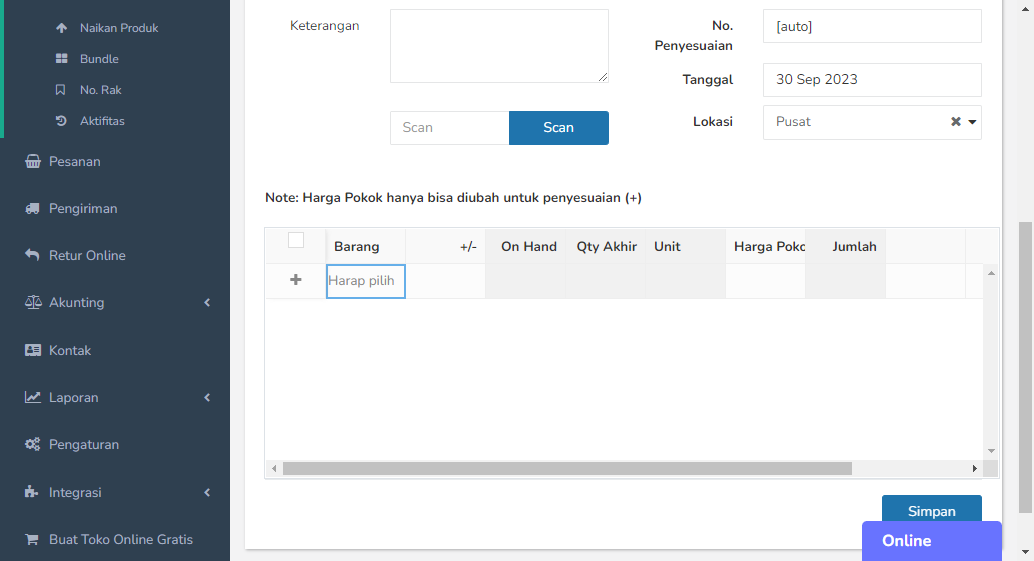 Naikan Produk
Bundle
No. Rak
Aktifitas
Pesanan
Pengiriman
Retur Online
Akunting
Kontak
Laporan
Pengaturan
Integrasi
Buat Toko Online Gratis
Keterangan
No. Penyesuaian
[auto]
Tanggal
30 Sep 2023
Scan
Scan
Lokasi
Pusat
Note: Harga Pokok hanya bisa diubah untuk penyesuaian (+)
Barang +/- On Hand Qty Akhir Unit Harga Poko Jumlah
Harap pilih
Simpan
Online